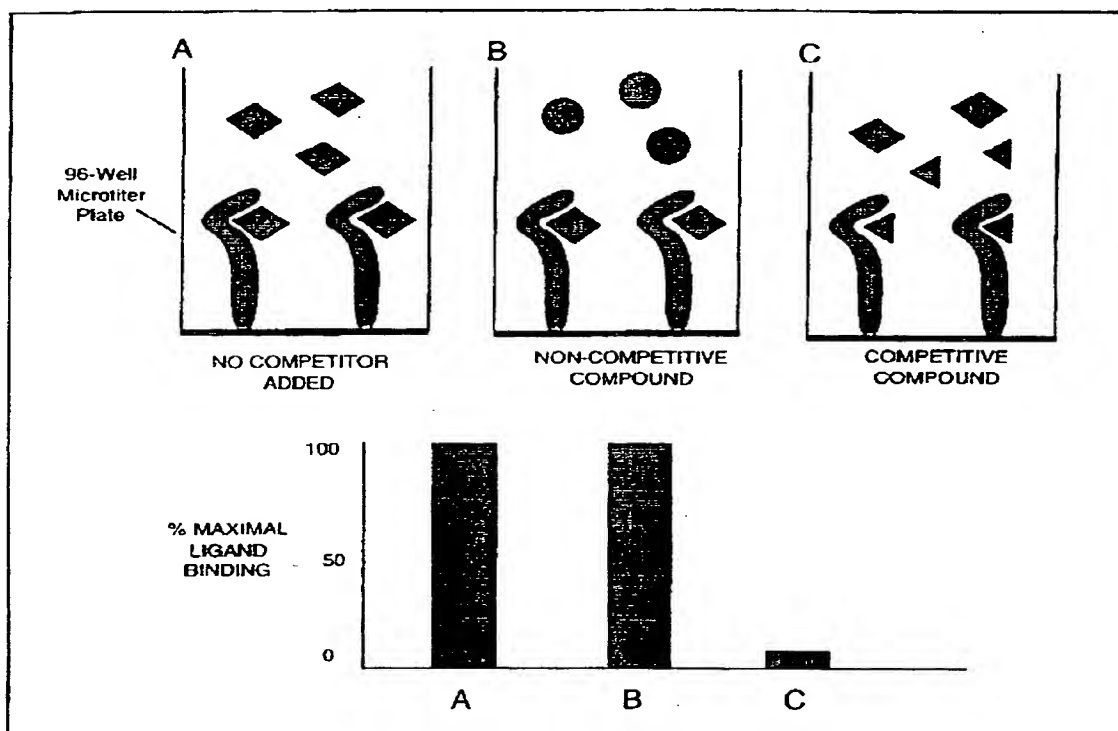 A
B
C
96-Well
Microtiter
Plate
NO COMPETITOR
ADDED
NON-COMPETITIVE
COMPOUND
COMPETITIVE
COMPOUND
100
% MAXIMAL
LIGAND
BINDING
50
0
A
B
C